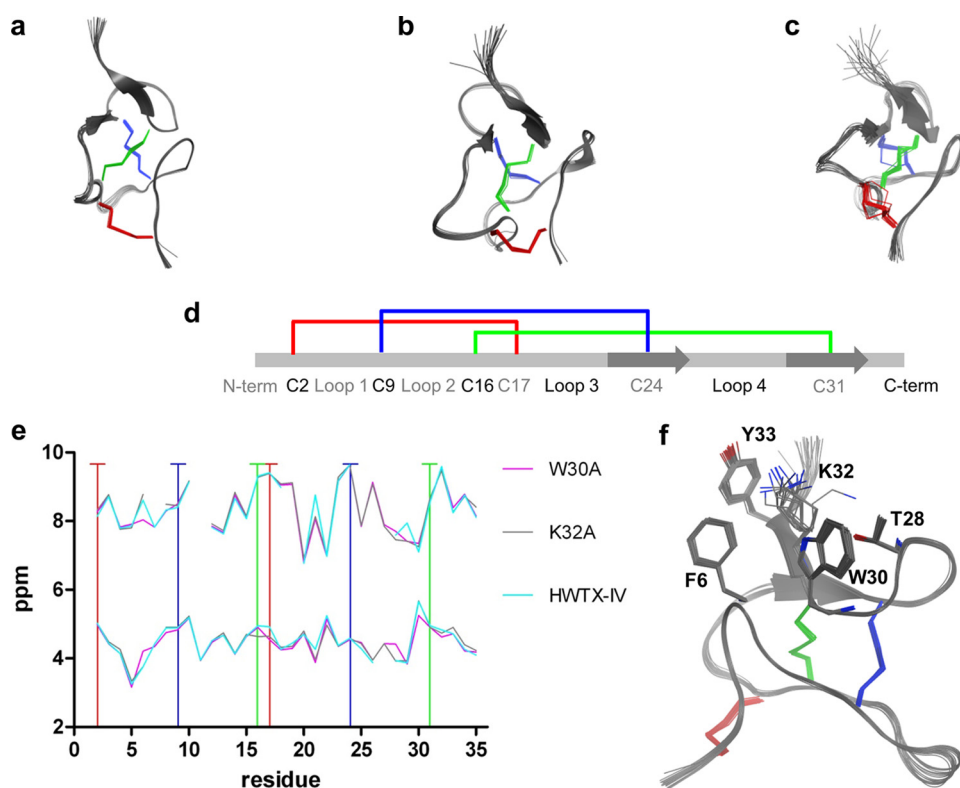 a
b
c
d
N-term C2 Loop 1 C9 Loop 2 C16 C17 Loop 3 C24 Loop 4 C31 C-term
e
10
8
6
4
2
ppm
0 5 10 15 20 25 30 35
residue
W30A
K32A
HWTX-IV
f
Y33
K32
T28
F6
W30